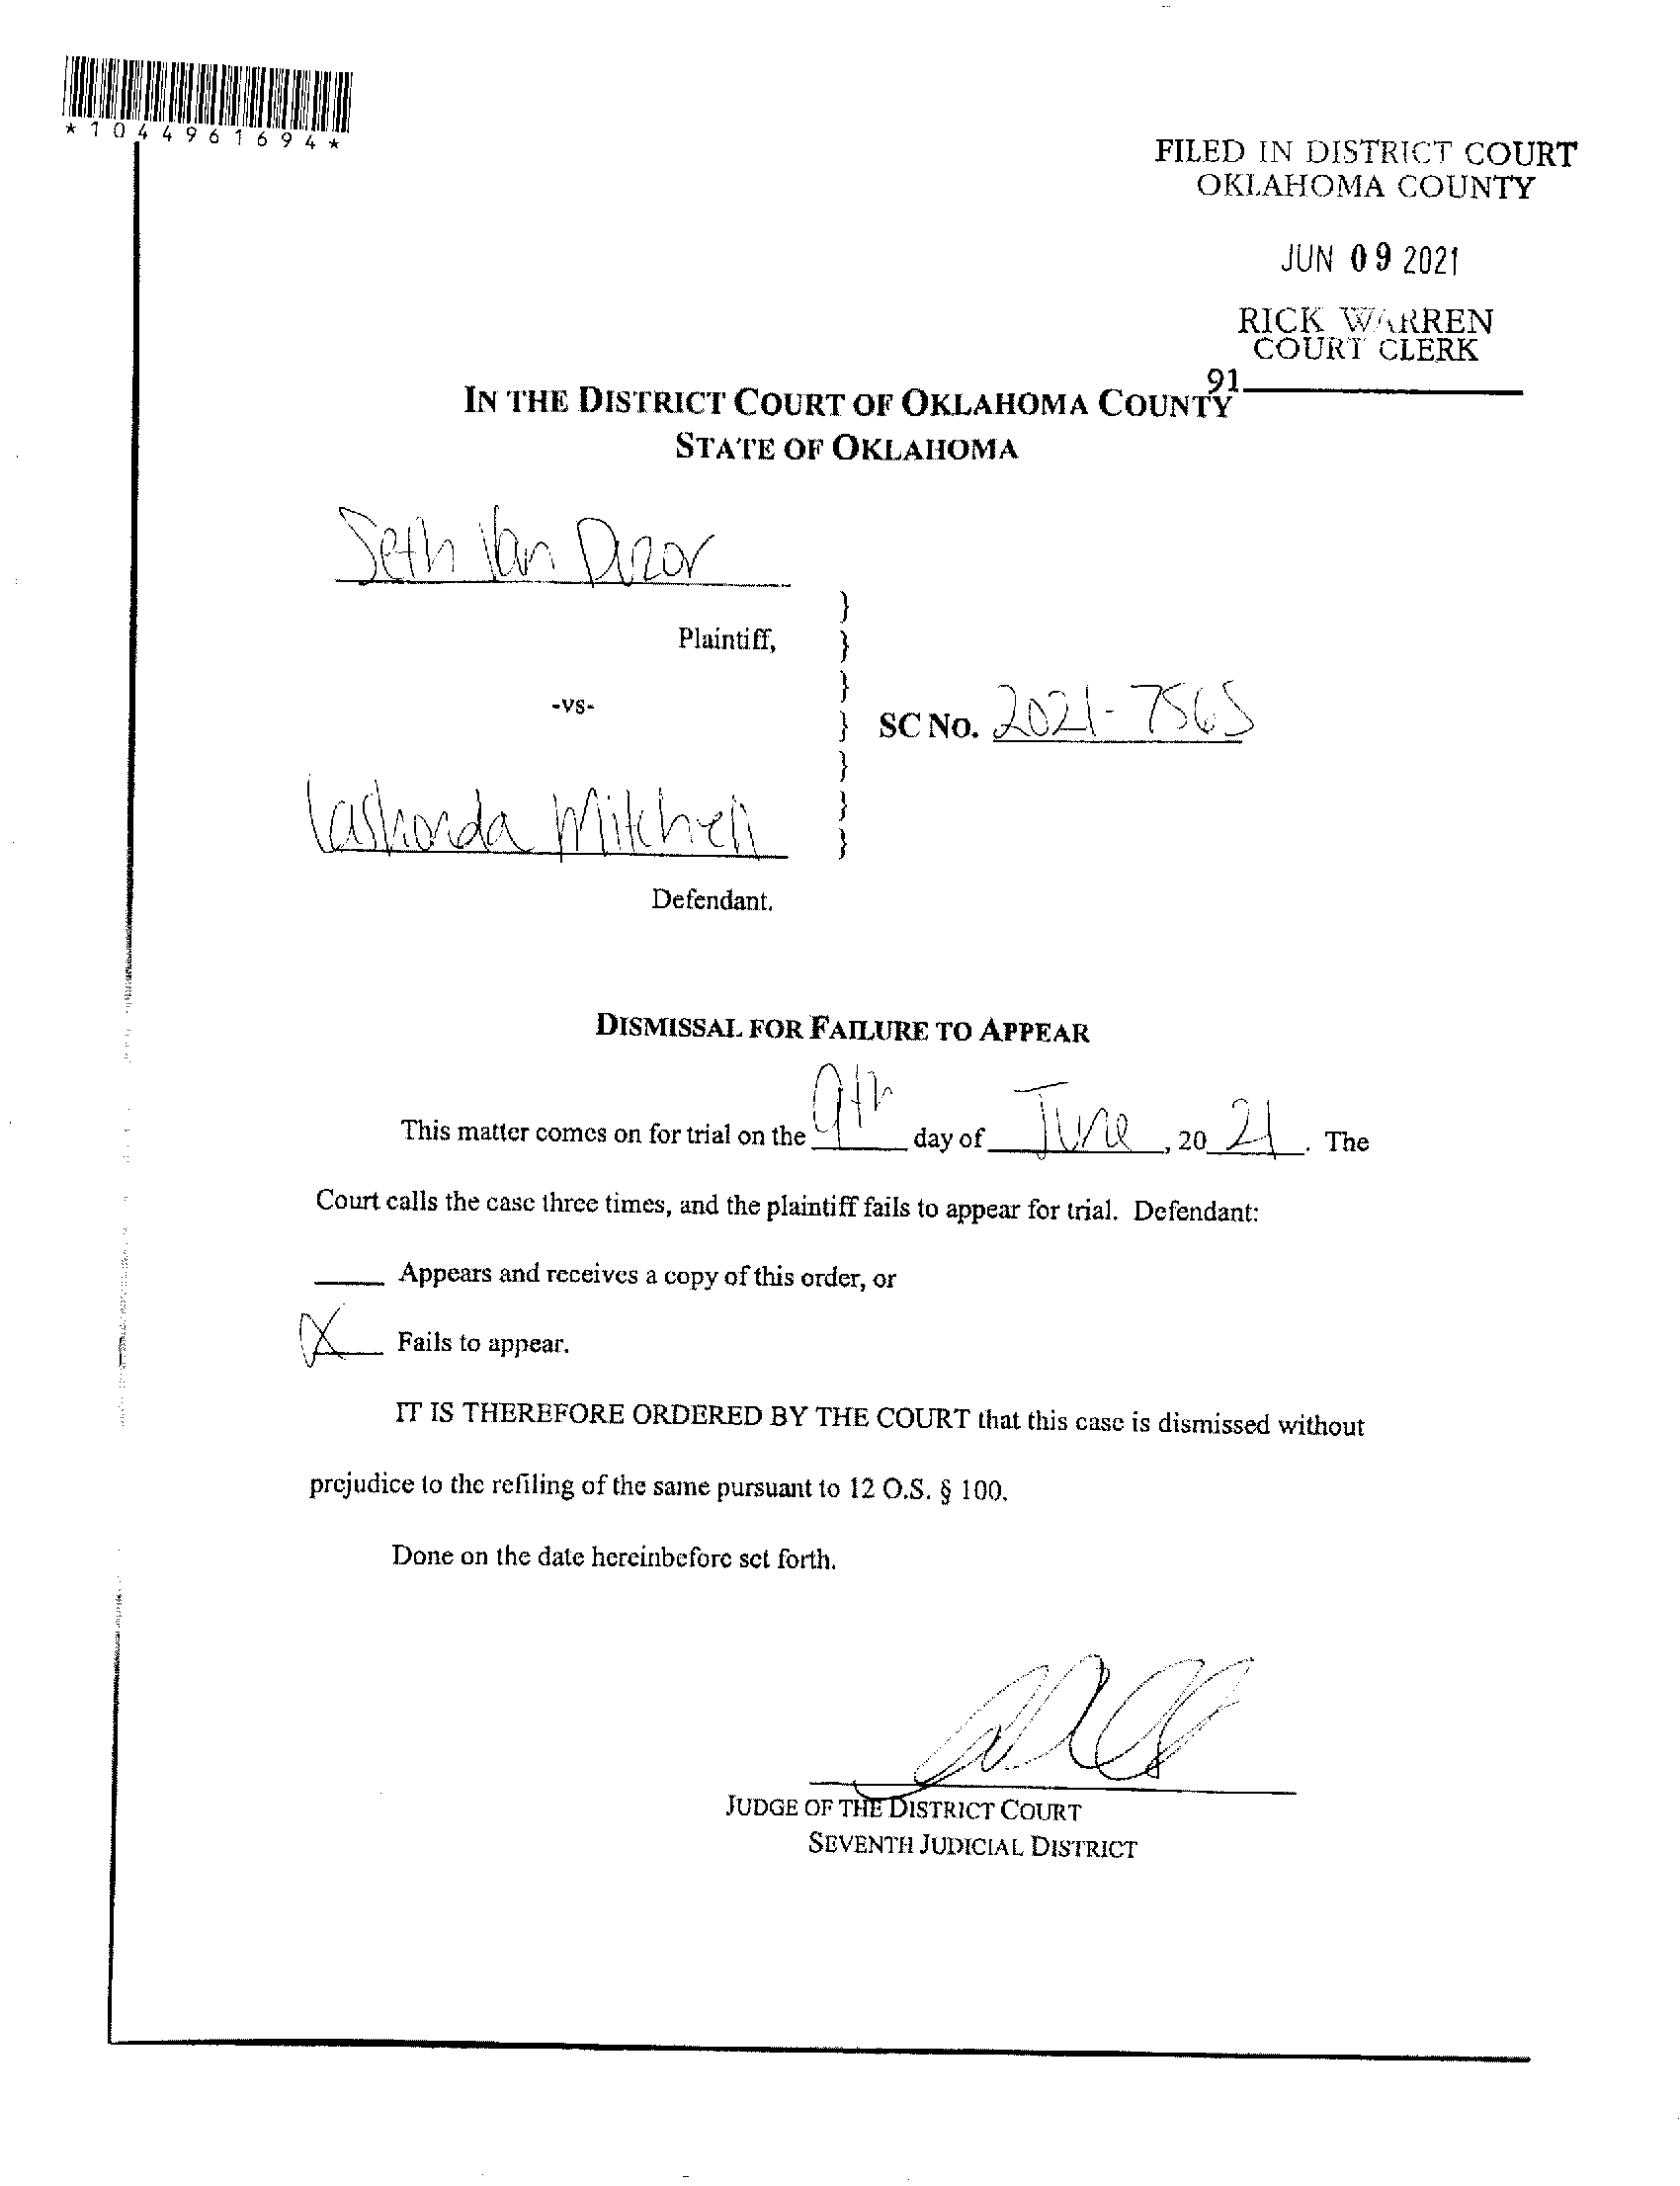 *1044961694*
FILED IN DISTRICT COURT
OKLAHOMA COUNTY
JUN 09 2021
RICK WARREN
COURT CLERK
91
IN THE DISTRICT COURT OF OKLAHOMA COUNTY
STATE OF OKLAHOMA
Seth Van
Plaintiff,
-vs-
SC NO. 2021-7565
Lashonda Mitchell
Defendant.
DISMISSAL FOR FAILURE TO APPEAR
This matter comes on for trial on the 9th day of June, 2021. The
Court calls the case three times, and the plaintiff fails to appear for trial. Defendant:
____ Appears and receives a copy of this order, or
X Fails to appear.
IT IS THEREFORE ORDERED BY THE COURT that this case is dismissed without
prejudice to the refiling of the same pursuant to 12 O.S. § 100.
Done on the date hereinbefore set forth.
JUDGE OF THE DISTRICT COURT
SEVENTH JUDICIAL DISTRICT